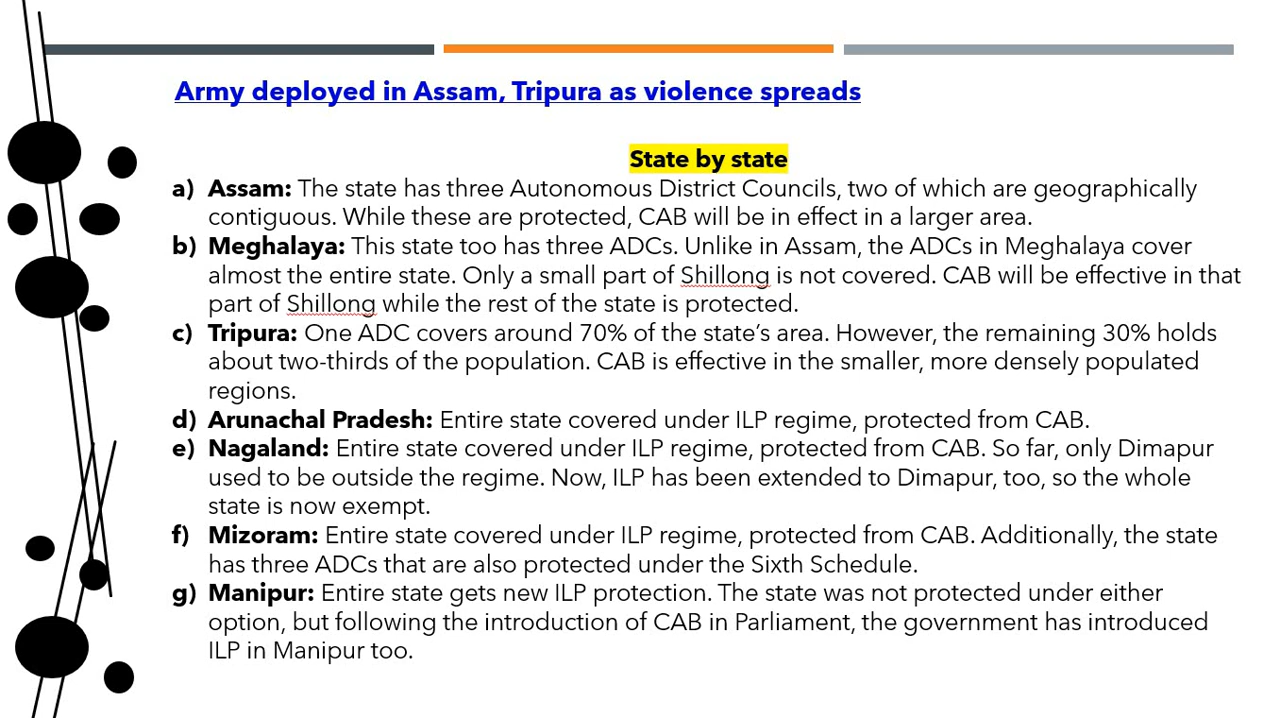 Army deployed in Assam, Tripura as violence spreads
State by state
a) Assam: The state has three Autonomous District Councils, two of which are geographically
contiguous. While these are protected, CAB will be in effect in a larger area.
b) Meghalaya: This state too has three ADCs. Unlike in Assam, the ADCs in Meghalaya cover
almost the entire state. Only a small part of Shillong is not covered. CAB will be effective in that
part of Shillong while the rest of the state is protected.
c) Tripura: One ADC covers around 70% of the state’s area. However, the remaining 30% holds
about two-thirds of the population. CAB is effective in the smaller, more densely populated
regions.
d) Arunachal Pradesh: Entire state covered under ILP regime, protected from CAB.
e) Nagaland: Entire state covered under ILP regime, protected from CAB. So far, only Dimapur
used to be outside the regime. Now, ILP has been extended to Dimapur, too, so the whole
state is now exempt.
f) Mizoram: Entire state covered under ILP regime, protected from CAB. Additionally, the state
has three ADCs that are also protected under the Sixth Schedule.
g) Manipur: Entire state gets new ILP protection. The state was not protected under either
option, but following the introduction of CAB in Parliament, the government has introduced
ILP in Manipur too.